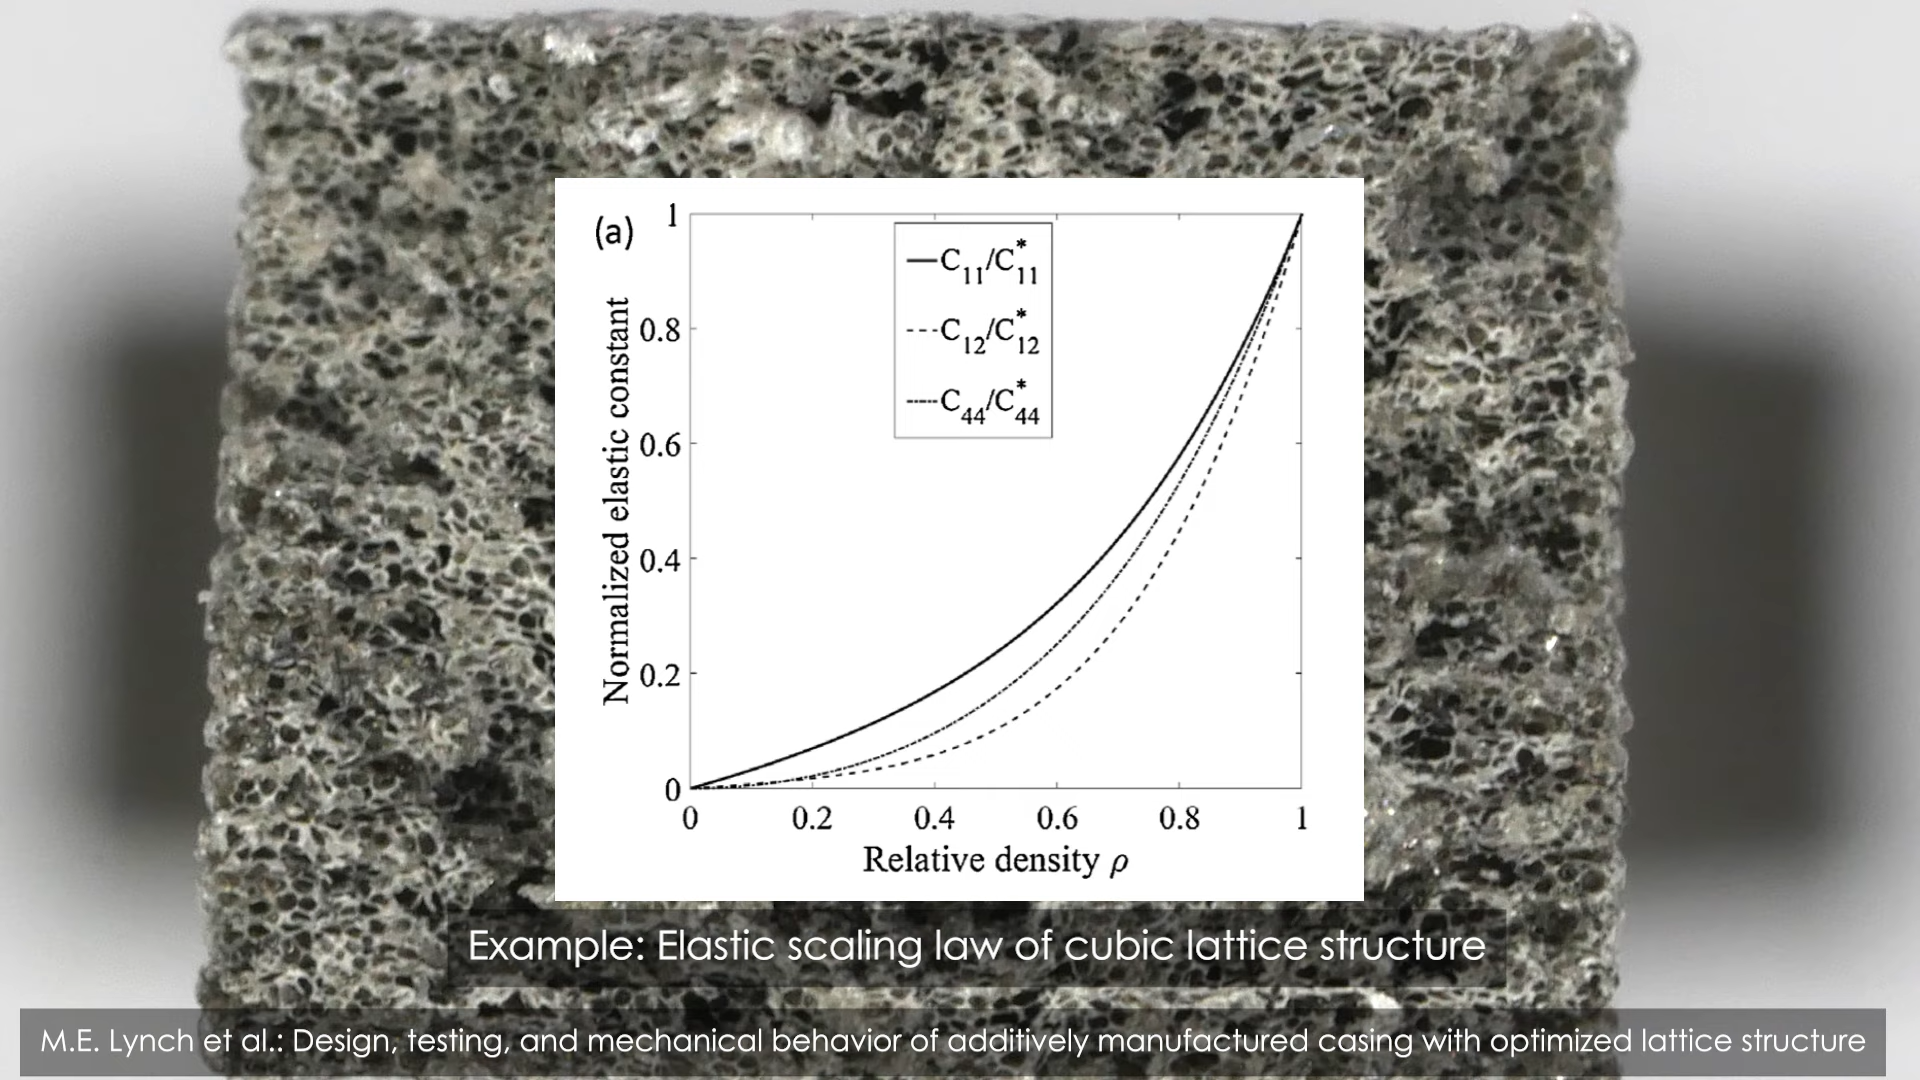 (a)
C11/C*11
C12/C*12
C44/C*44
Normalized elastic constant
1
0.8
0.6
0.4
0.2
0
0 0.2 0.4 0.6 0.8 1
Relative density ρ
Example: Elastic scaling law of cubic lattice structure
M.E. Lynch et al.: Design, testing, and mechanical behavior of additively manufactured casing with optimized lattice structure